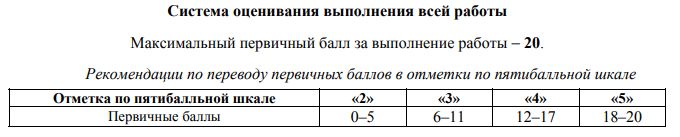 Система оценивания выполнения всей работы
Максимальный первичный балл за выполнение работы – 20.
Рекомендации по переводу первичных баллов в отметки по пятибалльной шкале
Отметка по пятибалльной шкале «2» «3» «4» «5»
Первичные баллы 0–5 6–11 12–17 18–20